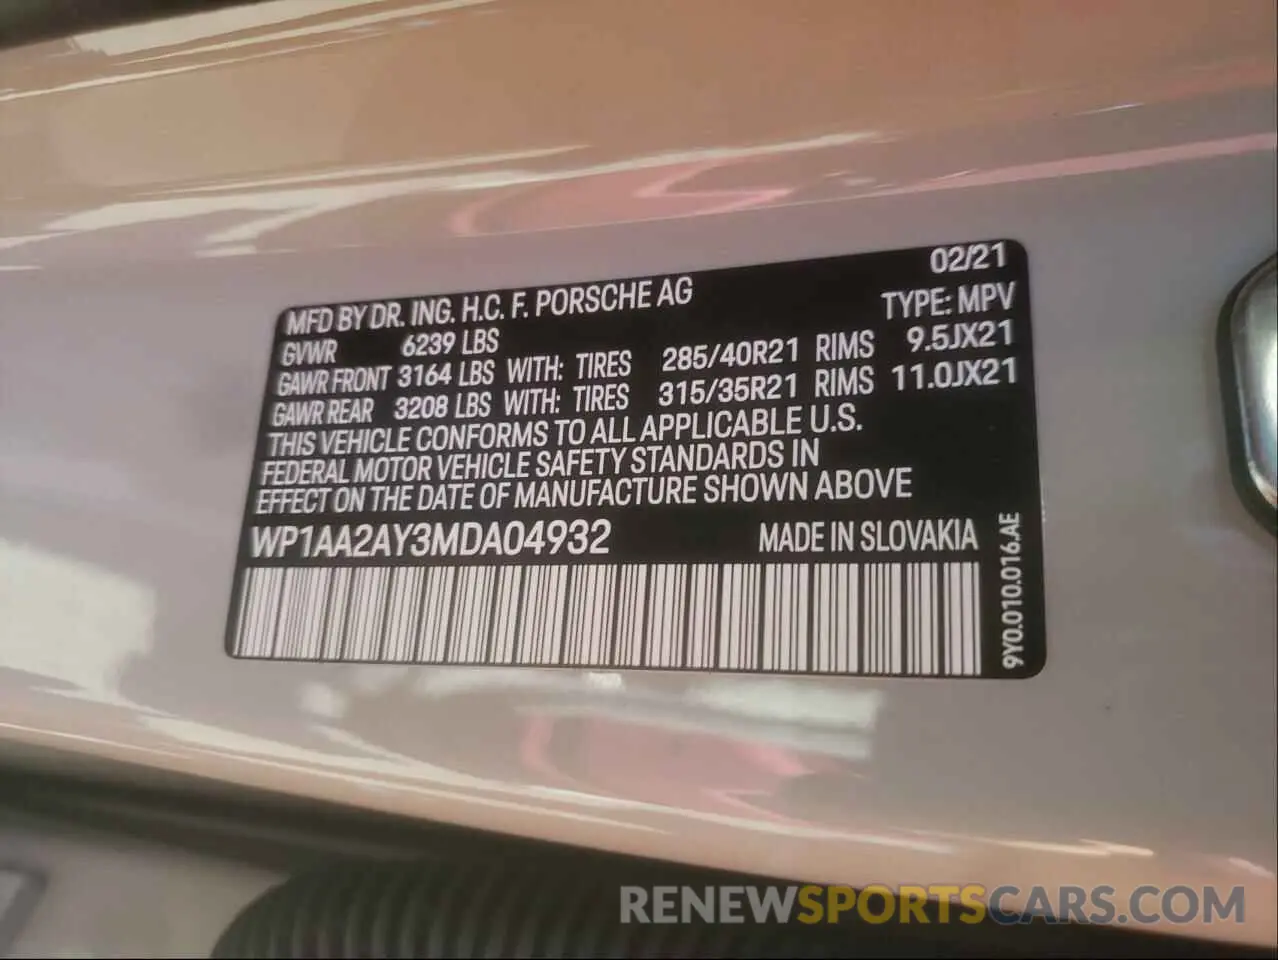 02/21
MFD BY DR. ING. H.C. F. PORSCHE AG TYPE: MPV
GVWR 6239 LBS
GAWR FRONT 3164 LBS WITH: TIRES 285/40R21 RIMS 9.5JX21
GAWR REAR 3208 LBS WITH: TIRES 315/35R21 RIMS 11.0JX21
THIS VEHICLE CONFORMS TO ALL APPLICABLE U.S.
FEDERAL MOTOR VEHICLE SAFETY STANDARDS IN
EFFECT ON THE DATE OF MANUFACTURE SHOWN ABOVE
WP1AA2AY3MDA04932 MADE IN SLOVAKIA
9Y0.010.016.AE
RENEWSPORTSCARS.COM